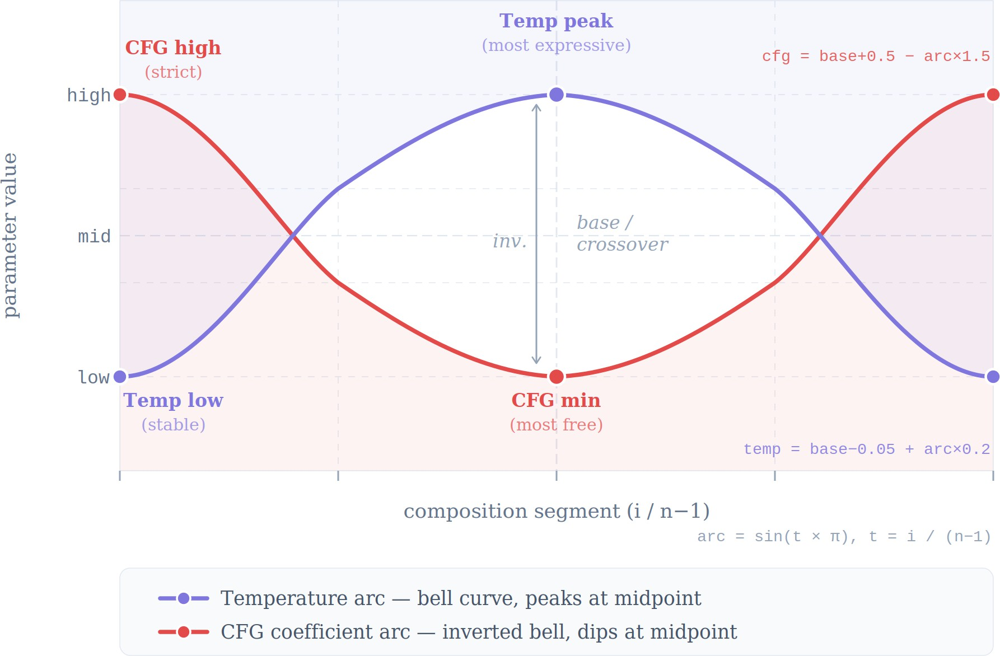 Temp peak
(most expressive)
CFG high
(strict)
cfg = base+0.5 − arc×1.5
high
parameter value
mid
base /
crossover
inv.
low
Temp low
(stable)
CFG min
(most free)
temp = base−0.05 + arc×0.2
composition segment (i / n−1)
arc = sin(t × π), t = i / (n−1)
Temperature arc — bell curve, peaks at midpoint
CFG coefficient arc — inverted bell, dips at midpoint